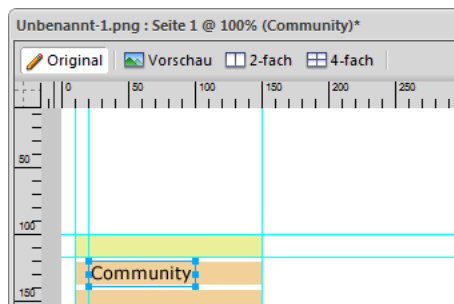 Unbenannt-1.png : Seite 1 @ 100% (Community)*
Original Vorschau 2-fach 4-fach
0 50 100 150 200 250
50
100
Community
150